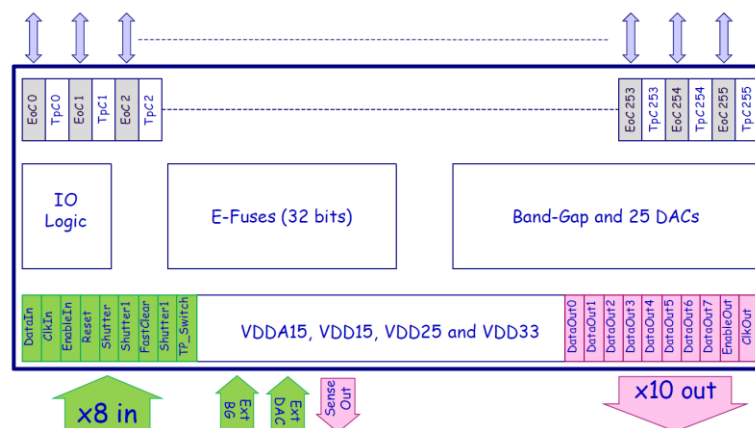 EoC0
TpC0
EoC1
TpC1
EoC2
TpC2
EoC253
TpC253
EoC254
TpC254
EoC255
TpC255
IO
Logic
E-Fuses (32 bits)
Band-Gap and 25 DACs
DataIn
ClkIn
EnableIn
Reset
Shutter
Shutter1
FastClear
Shutter1
TP_Switch
VDDA15, VDD15, VDD25 and VDD33
DataOut0
DataOut1
DataOut2
DataOut3
DataOut4
DataOut5
DataOut6
DataOut7
EnableOut
ClkOut
x8 in
Ext
BG
Ext
DAC
Sense
Out
x10 out